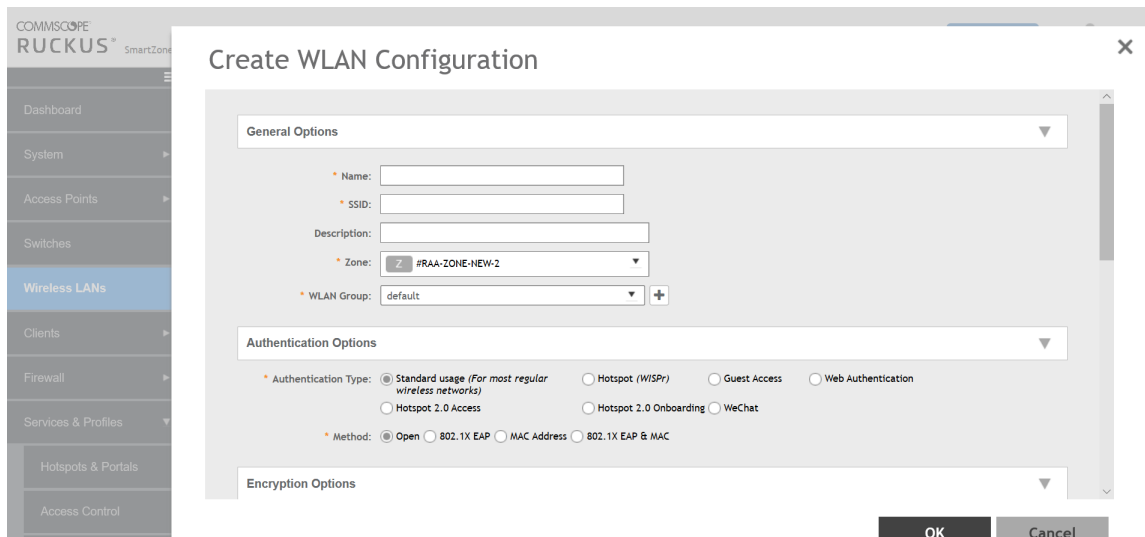 COMMSCOPE
RUCKUS® SmartZone
Create WLAN Configuration
Dashboard
System
Access Points
Switches
Wireless LANs
Clients
Firewall
Services & Profiles
Hotspots & Portals
Access Control
General Options
* Name:
* SSID:
Description:
* Zone: Z #RAA-ZONE-NEW-2
* WLAN Group: default
Authentication Options
* Authentication Type: Standard usage (For most regular wireless networks) Hotspot (WISPr) Guest Access Web Authentication
Hotspot 2.0 Access Hotspot 2.0 Onboarding WeChat
* Method: Open 802.1X EAP MAC Address 802.1X EAP & MAC
Encryption Options
OK Cancel